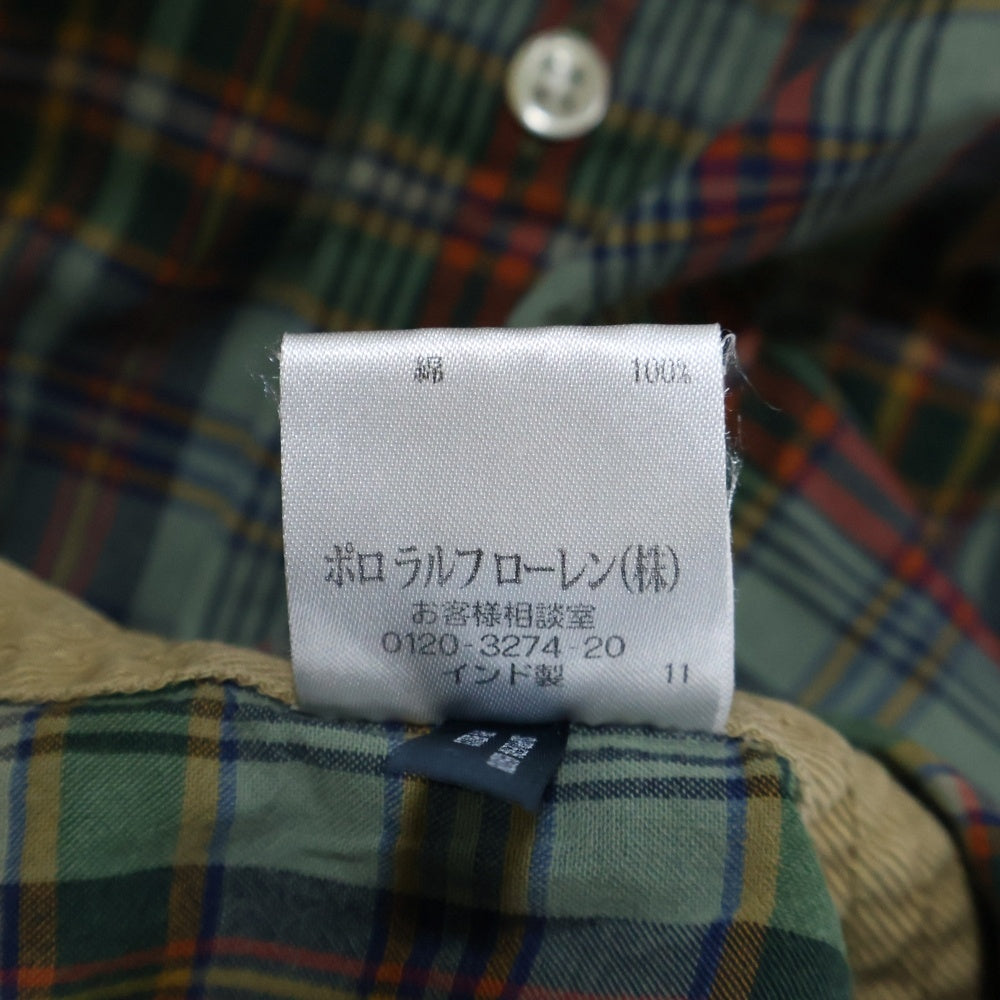 綿 100%
ポロ ラルフ ローレン(株)
お客様相談室
0120-3274-20
インド製 11